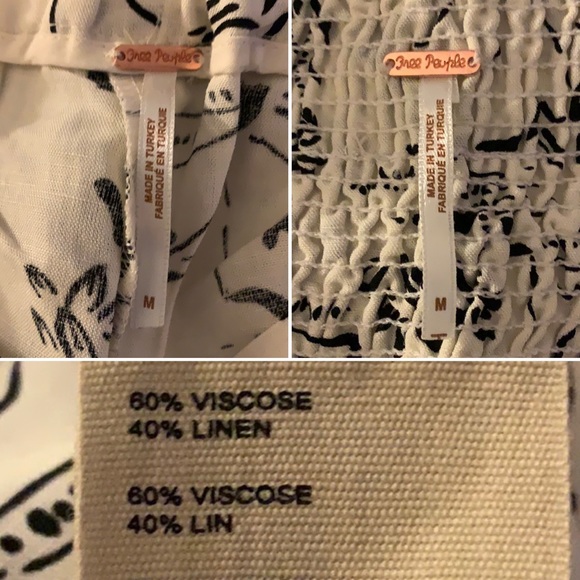 Free People
MADE IN TURKEY
FABRIQUÉ EN TURQUIE
M
Free People
MADE IN TURKEY
FABRIQUÉ EN TURQUIE
M
60% VISCOSE
40% LINEN
60% VISCOSE
40% LIN